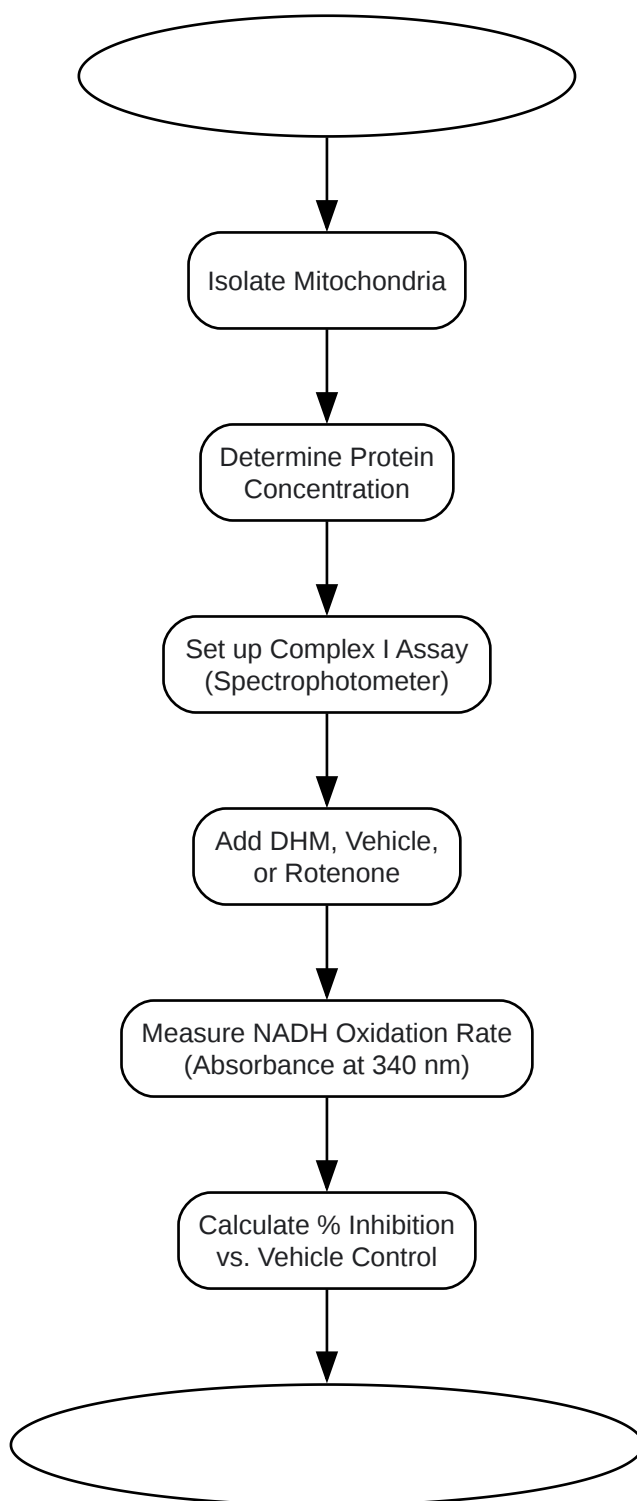 Isolate Mitochondria
Determine Protein
Concentration
Set up Complex I Assay
(Spectrophotometer)
Add DHM, Vehicle,
or Rotenone
Measure NADH Oxidation Rate
(Absorbance at 340 nm)
Calculate % Inhibition
vs. Vehicle Control